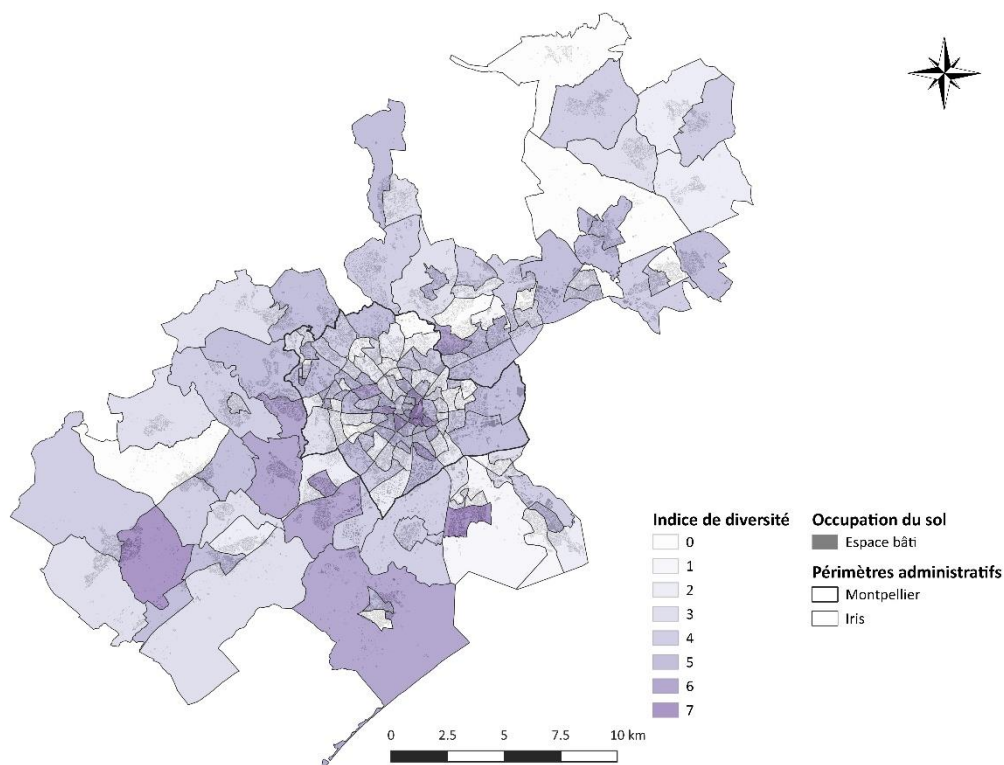 Indice de diversité
0
1
2
3
4
5
6
7
Occupation du sol
Espace bâti
Périmètres administratifs
Montpellier
Iris
0 2.5 5 7.5 10 km